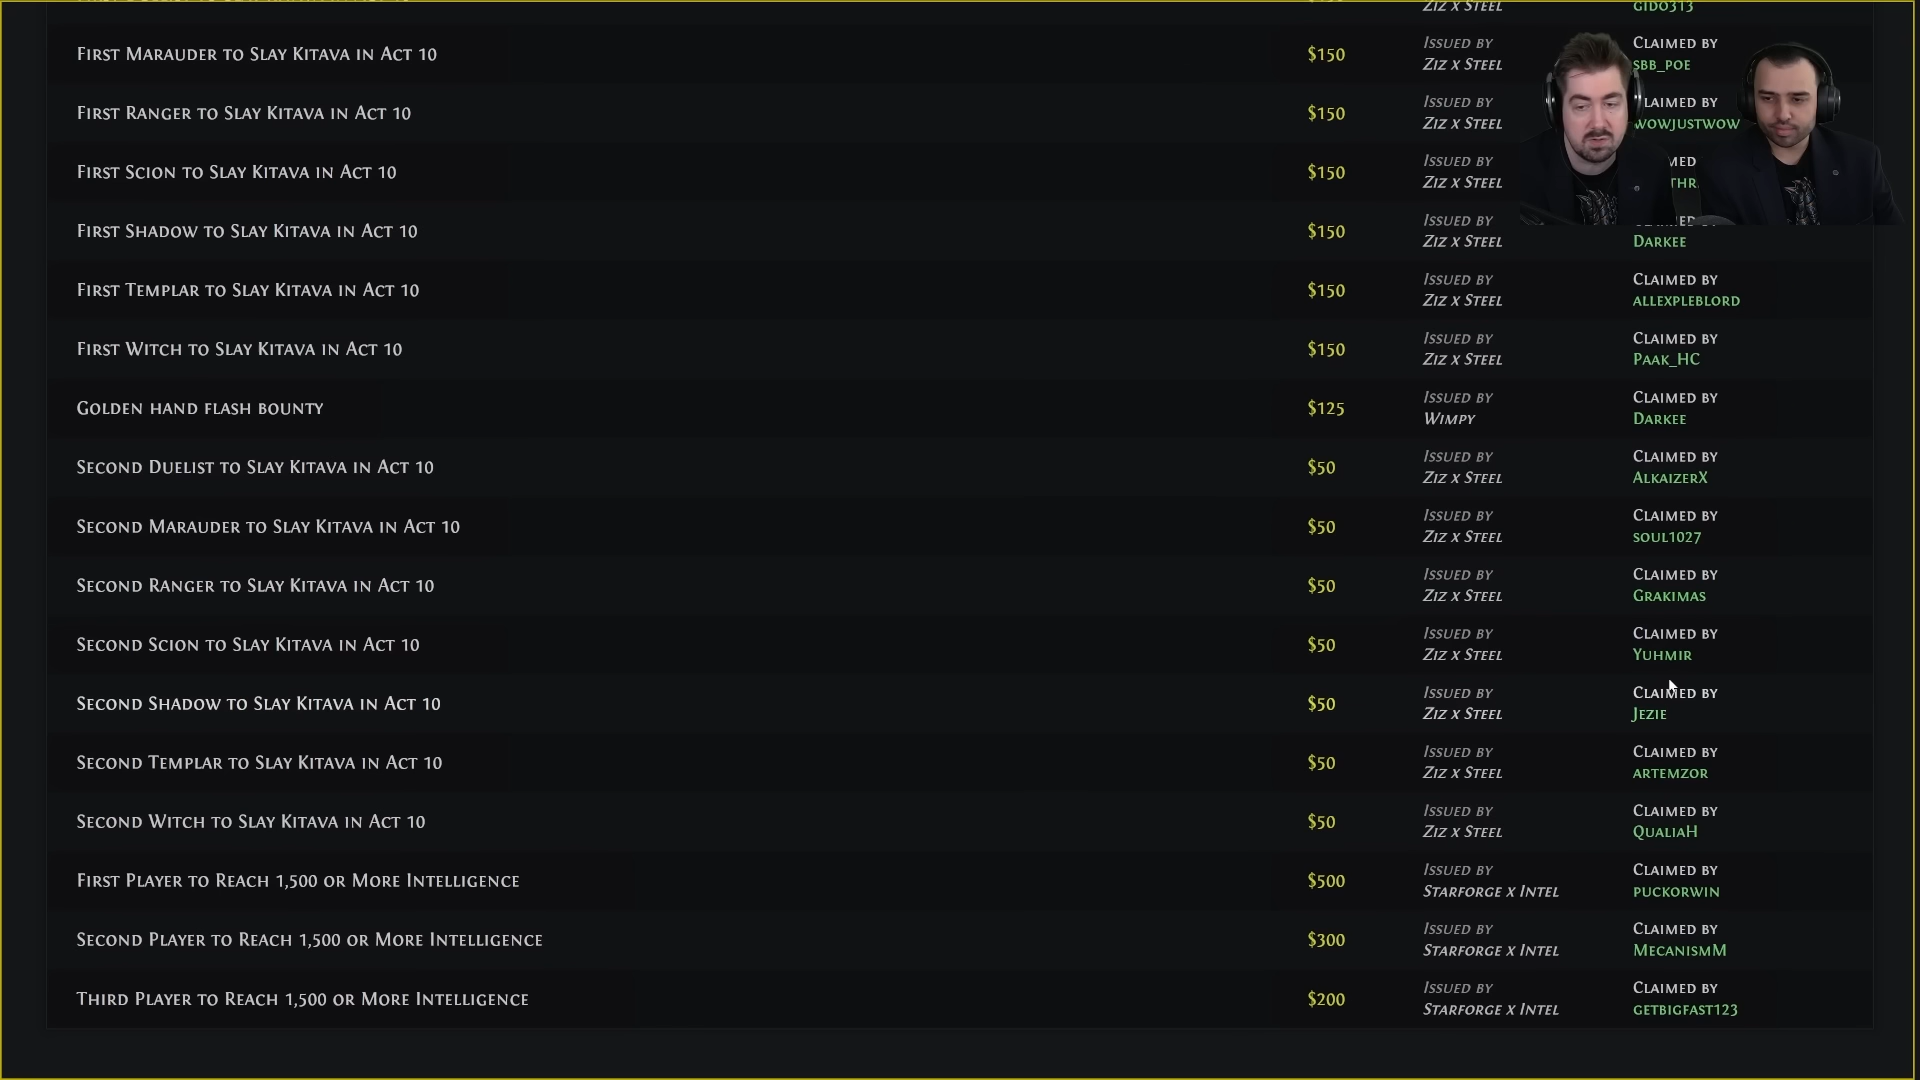 Ziz x Steel
gido313
First Marauder to Slay Kitava in Act 10
$150
Issued by
Ziz x Steel
Claimed by
sbb_poe
First Ranger to Slay Kitava in Act 10
$150
Issued by
Ziz x Steel
wowjustwow
First Scion to Slay Kitava in Act 10
$150
Issued by
Ziz x Steel
First Shadow to Slay Kitava in Act 10
$150
Issued by
Ziz x Steel
Darkee
First Templar to Slay Kitava in Act 10
$150
Issued by
Ziz x Steel
Claimed by
allexpleblord
First Witch to Slay Kitava in Act 10
$150
Issued by
Ziz x Steel
Claimed by
Paak_HC
Golden hand flash bounty
$125
Issued by
Wimpy
Claimed by
Darkee
Second Duelist to Slay Kitava in Act 10
$50
Issued by
Ziz x Steel
Claimed by
AlkaizerX
Second Marauder to Slay Kitava in Act 10
$50
Issued by
Ziz x Steel
Claimed by
soul1027
Second Ranger to Slay Kitava in Act 10
$50
Issued by
Ziz x Steel
Claimed by
Grakimas
Second Scion to Slay Kitava in Act 10
$50
Issued by
Ziz x Steel
Claimed by
Yuhmir
Second Shadow to Slay Kitava in Act 10
$50
Issued by
Ziz x Steel
Claimed by
Jezie
Second Templar to Slay Kitava in Act 10
$50
Issued by
Ziz x Steel
Claimed by
artemzor
Second Witch to Slay Kitava in Act 10
$50
Issued by
Ziz x Steel
Claimed by
QualiaH
First Player to Reach 1,500 or More Intelligence
$500
Issued by
Starforge x Intel
Claimed by
puckorwin
Second Player to Reach 1,500 or More Intelligence
$300
Issued by
Starforge x Intel
Claimed by
MecanismM
Third Player to Reach 1,500 or More Intelligence
$200
Issued by
Starforge x Intel
Claimed by
getbigfast123